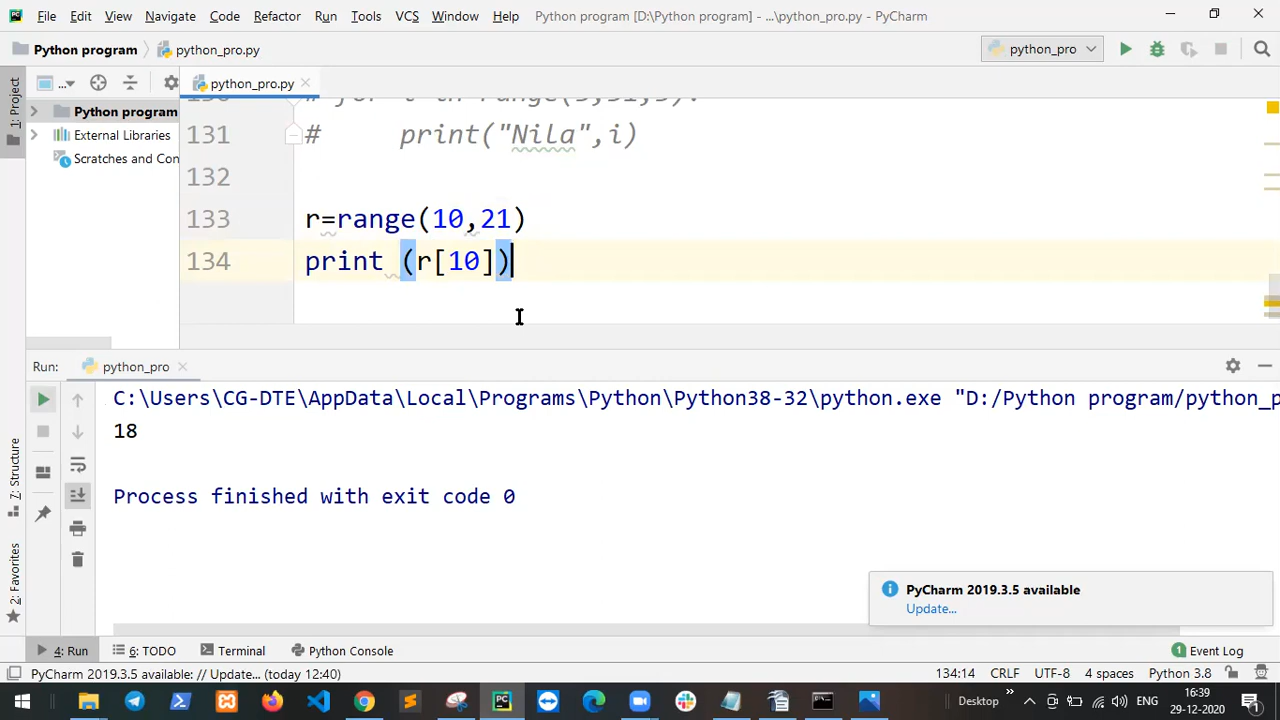 File Edit View Navigate Code Refactor Run Tools VCS Window Help Python program [D:\Python program] - ...\python_pro.py - PyCharm
Python program python_pro.py python_pro
1: Project ... python_pro.py
Python program
External Libraries
Scratches and Con
131 # print("Nila",i)
132
133 r=range(10,21)
134 print (r[10])
Run: python_pro
C:\Users\CG-DTE\AppData\Local\Programs\Python\Python38-32\python.exe "D:/Python program/python_p
18
Process finished with exit code 0
Z: Structure
2: Favorites
PyCharm 2019.3.5 available
Update...
4: Run 6: TODO Terminal Python Console 1 Event Log
PyCharm 2019.3.5 available: // Update... (today 12:40) 134:14 CRLF UTF-8 4 spaces Python 3.8
Desktop » ENG 16:39
29-12-2020 1